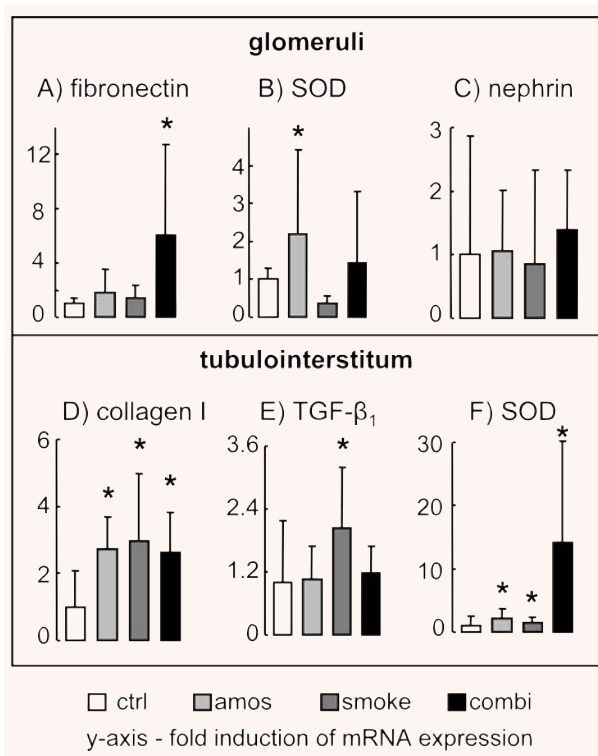 glomeruli
A) fibronectin B) SOD C) nephrin
* * 
12 8 4 0
4 3 2 1 0
3 2 1 0
tubulointerstitum
D) collagen I E) TGF-β₁ F) SOD
* * * * * * *
6 4 2 0
3.6 2.4 1.2 0
30 20 10 0
ctrl amos smoke combi
y-axis - fold induction of mRNA expression